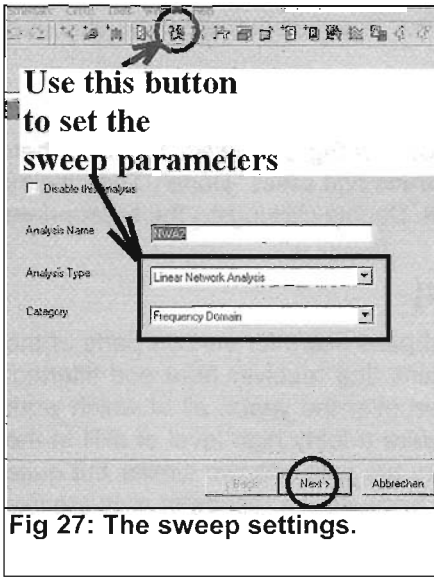 Use this button
to set the
sweep parameters
Disable this analysis
Analysis Name NWA2
Analysis Type Linear Network Analysis
Category Frequency Domain
Next > Abbrechen
Fig 27: The sweep settings.